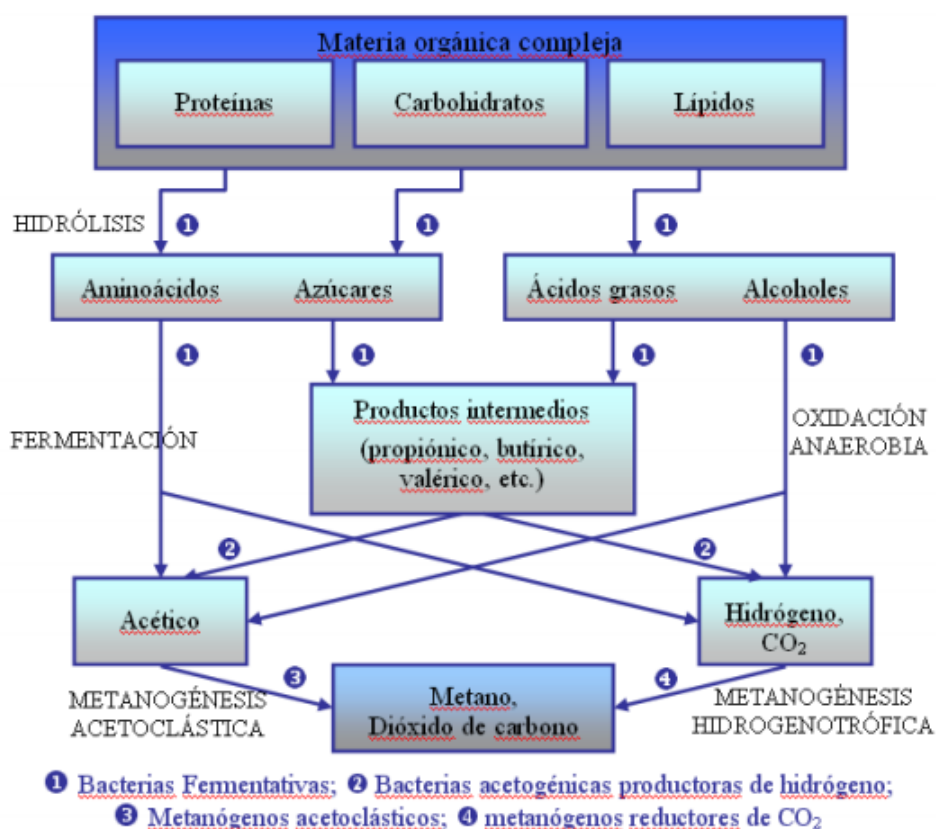 Materia orgánica compleja
Proteínas
Carbohidratos
Lípidos
HIDRÓLISIS
❶
❶
❶
Aminoácidos
Azúcares
Ácidos grasos
Alcoholes
❶
❶
❶
❶
FERMENTACIÓN
Productos intermedios
(propiónico, butírico,
valérico, etc.)
OXIDACIÓN
ANAEROBIA
❷
❷
Acético
Hidrógeno,
CO₂
❸
❹
METANOGÉNESIS
ACETOCLÁSTICA
Metano,
Dióxido de carbono
METANOGÉNESIS
HIDROGENOTRÓFICA
❶ Bacterias Fermentativas; ❷ Bacterias acetogénicas productoras de hidrógeno;
❸ Metanógenos acetoclásticos; ❹ metanógenos reductores de CO₂